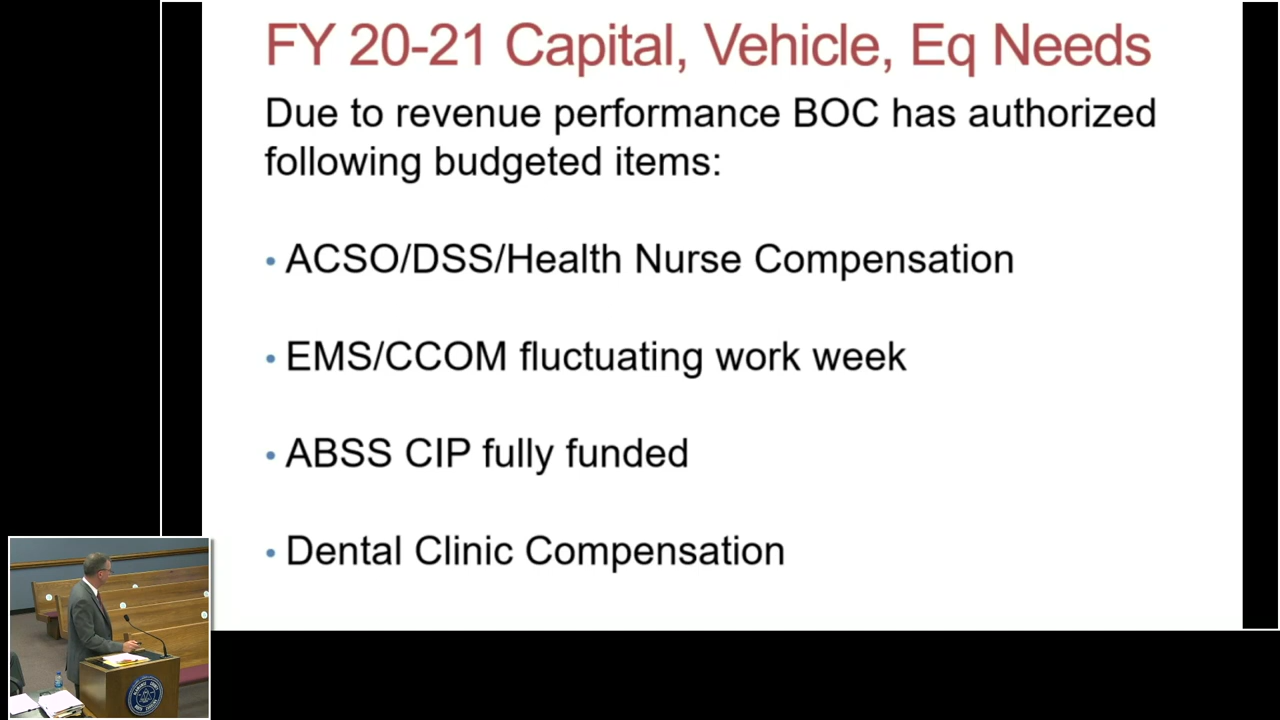 FY 20-21 Capital, Vehicle, Eq Needs
Due to revenue performance BOC has authorized
following budgeted items:
• ACSO/DSS/Health Nurse Compensation
• EMS/CCOM fluctuating work week
• ABSS CIP fully funded
• Dental Clinic Compensation